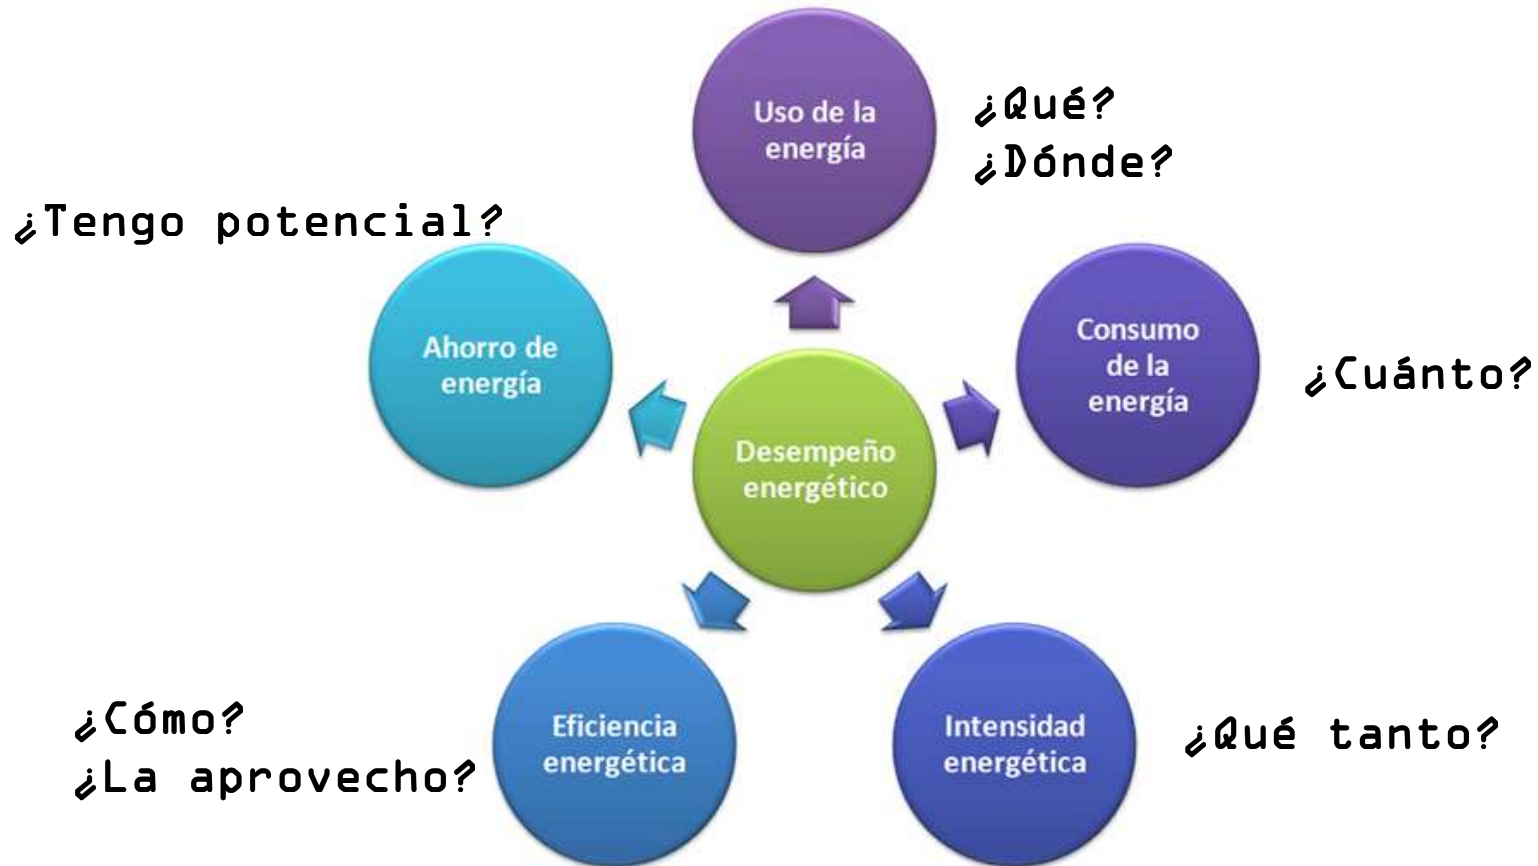 Uso de la
energía
¿Qué?
¿Dónde?
¿Tengo potencial?
Ahorro de
energía
Consumo
de la
energía
¿Cuánto?
Desempeño
energético
¿Cómo?
¿La aprovecho?
Eficiencia
energética
Intensidad
energética
¿Qué tanto?